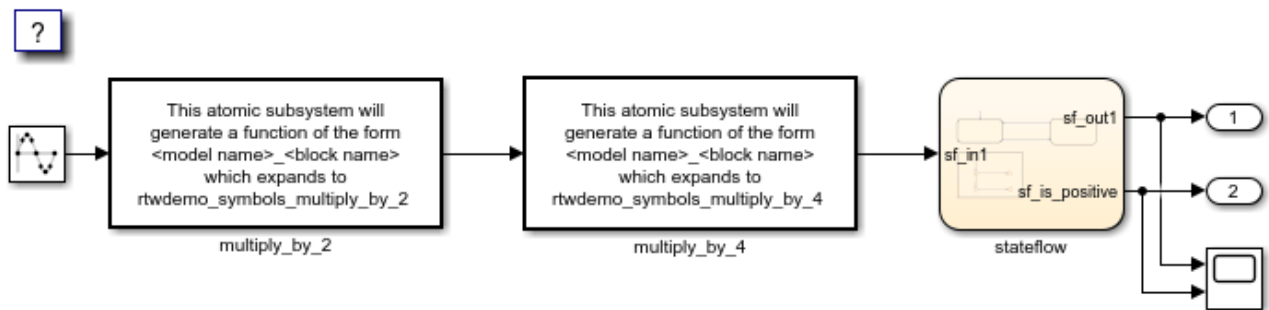 ?
This atomic subsystem will
generate a function of the form
<model name>_<block name>
which expands to
rtwdemo_symbols_multiply_by_2
multiply_by_2
This atomic subsystem will
generate a function of the form
<model name>_<block name>
which expands to
rtwdemo_symbols_multiply_by_4
multiply_by_4
sf_out1
sf_in1
sf_is_positive
stateflow
1
2